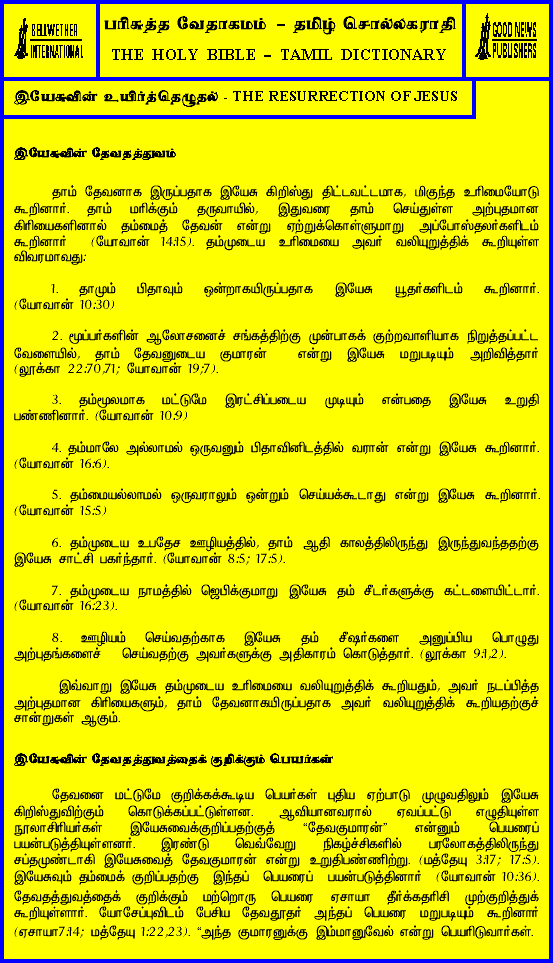 BELLWETHER
INTERNATIONAL
பரிசுத்த வேதாகமம் – தமிழ் சொல்லகராதி
THE HOLY BIBLE – TAMIL DICTIONARY
GOOD NEWS
PUBLISHERS
இயேசுவின் உயிர்த்தெழுதல் - THE RESURRECTION OF JESUS
இயேசுவின் தேவதத்துவம்
தாம் தேவனாக இருப்பதாக இயேசு கிறிஸ்து திட்டவட்டமாக, மிகுந்த உரிமையோடு
கூறினார். தாம் மரிக்கும் தருவாயில், இதுவரை தாம் செய்துள்ள அற்புதமான
கிரியைகளினால் தம்மைத் தேவன் என்று ஏற்றுக்கொள்ளுமாறு அப்போஸ்தலர்களிடம்
கூறினார் (யோவான் 14:15). தம்முடைய உரிமையை அவர் வலியுறுத்திக் கூறியுள்ள
விவரமாவது:
1. தாமும் பிதாவும் ஒன்றாகயிருப்பதாக இயேசு யூதர்களிடம் கூறினார்.
(யோவான் 10:30)
2. மூப்பர்களின் ஆலோசனைச் சங்கத்திற்கு முன்பாகக் குற்றவாளியாக நிறுத்தப்பட்ட
வேளையில், தாம் தேவனுடைய குமாரன் என்று இயேசு மறுபடியும் அறிவித்தார்
(லூக்கா 22:70,71; யோவான் 19;7).
3. தம்மூலமாக மட்டுமே இரட்சிப்படைய முடியும் என்பதை இயேசு உறுதி
பண்ணினார். (யோவான் 10:9)
4. தம்மாலே அல்லாமல் ஒருவனும் பிதாவினிடத்தில் வரான் என்று இயேசு கூறினார்.
(யோவான் 16:6).
5. தம்மையல்லாமல் ஒருவராலும் ஒன்றும் செய்யக்கூடாது என்று இயேசு கூறினார்.
(யோவான் 15:5)
6. தம்முடைய உபதேச ஊழியத்தில், தாம் ஆதி காலத்திலிருந்து இருந்துவந்ததற்கு
இயேசு சாட்சி பகர்ந்தார். (யோவான் 8:5; 17:5).
7. தம்முடைய நாமத்தில் ஜெபிக்குமாறு இயேசு தம் சீடர்களுக்கு கட்டளையிட்டார்.
(யோவான் 16:23).
8. ஊழியம் செய்வதற்காக இயேசு தம் சீஷர்களை அனுப்பிய பொழுது
அற்புதங்களைச் செய்வதற்கு அவர்களுக்கு அதிகாரம் கொடுத்தார். (லூக்கா 9:1,2).
இவ்வாறு இயேசு தம்முடைய உரிமையை வலியுறுத்திக் கூறியதும், அவர் நடப்பித்த
அற்புதமான கிரியைகளும், தாம் தேவனாகயிருப்பதாக அவர் வலியுறுத்திக் கூறியதற்குச்
சான்றுகள் ஆகும்.
இயேசுவின் தேவதத்துவத்தைக் குறிக்கும் பெயர்கள்
தேவனை மட்டுமே குறிக்கக்கூடிய பெயர்கள் புதிய ஏற்பாடு முழுவதிலும் இயேசு
கிறிஸ்துவிற்கும் கொடுக்கப்பட்டுள்ளன. ஆவியானவரால் ஏவப்பட்டு எழுதியுள்ள
நூலாசிரியர்கள் இயேசுவைக்குறிப்பதற்குத் “தேவகுமாரன்” என்னும் பெயரைப்
பயன்படுத்தியுள்ளனர். இரண்டு வெவ்வேறு நிகழ்ச்சிகளில் பரலோகத்திலிருந்து
சப்தமுண்டாகி இயேசுவைத் தேவகுமாரன் என்று உறுதிபண்ணிற்று. (மத்தேயு 3:17; 17:5).
இயேசுவும் தம்மைக் குறிப்பதற்கு இந்தப் பெயரைப் பயன்படுத்தினார் (யோவான் 10:36).
தேவதத்துவத்தைக் குறிக்கும் மற்றொரு பெயரை ஏசாயா தீர்க்கதரிசி முற்குறித்துக்
கூறியுள்ளார். யோசேப்புவிடம் பேசிய தேவதூதர் அந்தப் பெயரை மறுபடியும் கூறினார்
(ஏசாயா7:14; மத்தேயு 1:22,23). “அந்த குமாரனுக்கு இம்மானுவேல் என்று பெயரிடுவார்கள்.